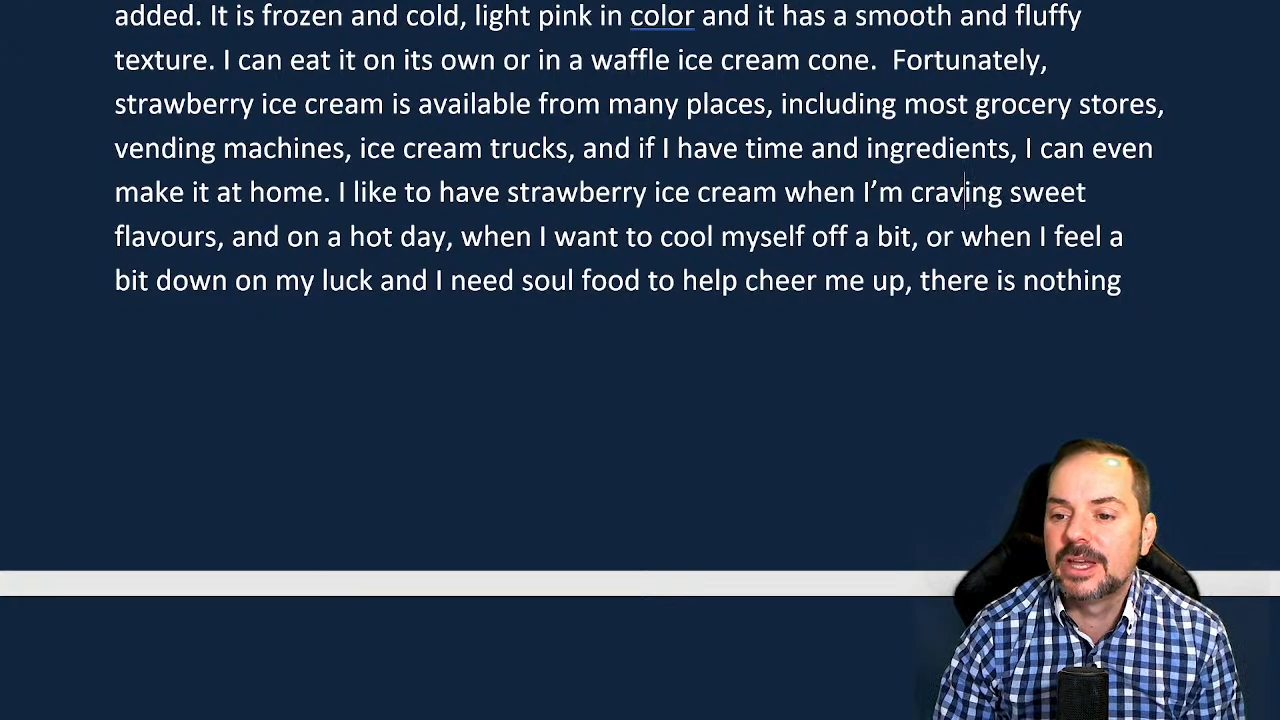 added. It is frozen and cold, light pink in color and it has a smooth and fluffy
texture. I can eat it on its own or in a waffle ice cream cone.  Fortunately,
strawberry ice cream is available from many places, including most grocery stores,
vending machines, ice cream trucks, and if I have time and ingredients, I can even
make it at home. I like to have strawberry ice cream when I’m craving sweet
flavours, and on a hot day, when I want to cool myself off a bit, or when I feel a
bit down on my luck and I need soul food to help cheer me up, there is nothing